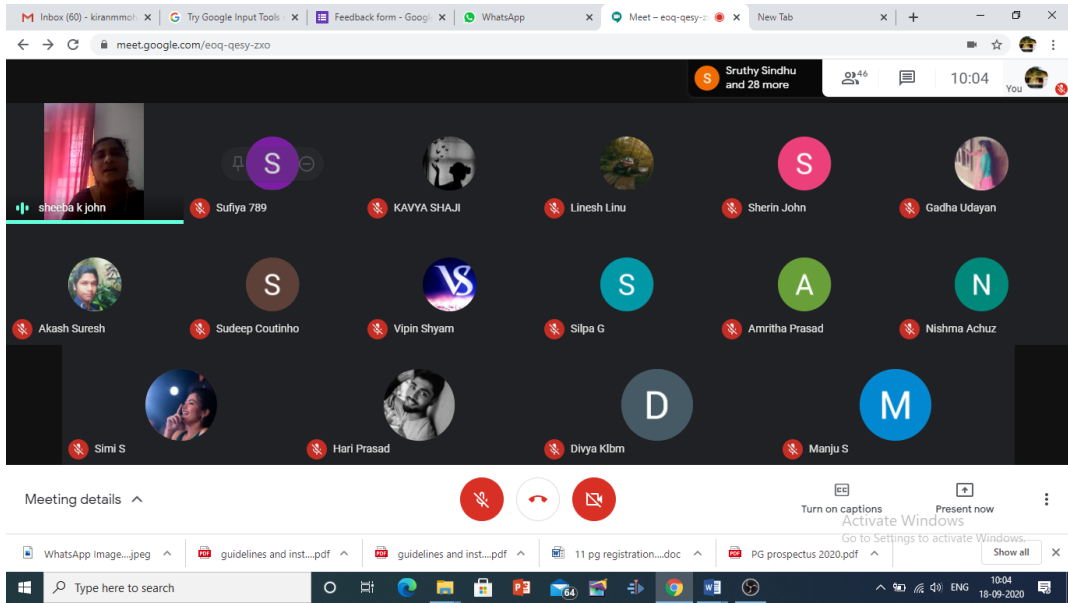 Inbox (60) - kiranmmoh
Try Google Input Tools
Feedback form - Googl
WhatsApp
Meet – eoq-qesy-z
New Tab
meet.google.com/eoq-qesy-zxo
S
Sruthy Sindhu
and 28 more
46
10:04
You
sheeba k john
S
Sufiya 789
KAVYA SHAJI
Linesh Linu
S
Sherin John
Gadha Udayan
Akash Suresh
S
Sudeep Coutinho
VS
Vipin Shyam
S
Silpa G
A
Amritha Prasad
N
Nishma Achuz
Simi S
Hari Prasad
D
Divya Klbm
M
Manju S
Meeting details
Turn on captions
Present now
Activate Windows
Go to Settings to activate Windows.
WhatsApp Image....jpeg
guidelines and inst....pdf
guidelines and inst....pdf
11 pg registration....doc
PG prospectus 2020.pdf
Show all
Type here to search
64
ENG
10:04
18-09-2020